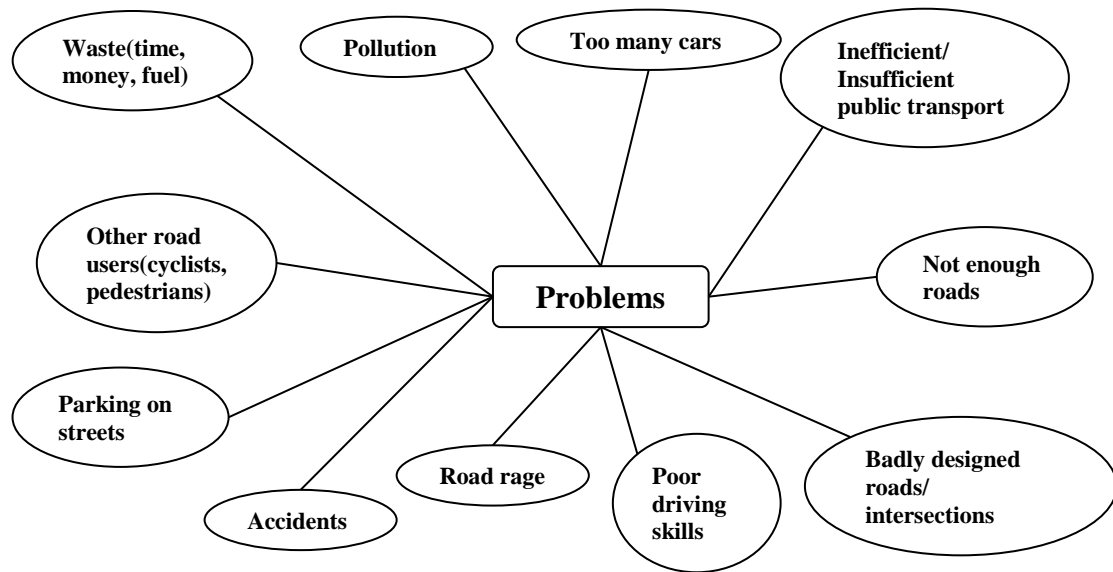 Waste(time,
money, fuel)
Pollution
Too many cars
Inefficient/
Insufficient
public transport
Other road
users(cyclists,
pedestrians)
Problems
Not enough
roads
Parking on
streets
Accidents
Road rage
Poor
driving
skills
Badly designed
roads/
intersections